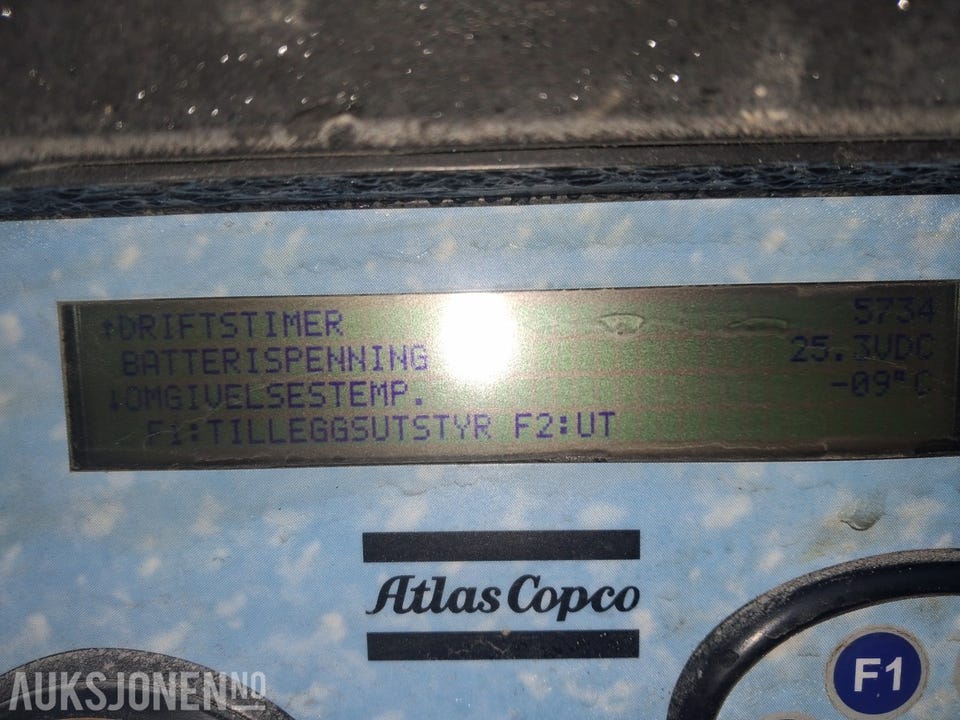 ↑DRIFTSTIMER 5734
BATTERISPENNING 25.3VDC
↓OMGIVELSESTEMP. -09°C
F1:TILLEGGSUTSTYR F2:UT
Atlas Copco
F1
AUKSJONEN.NO